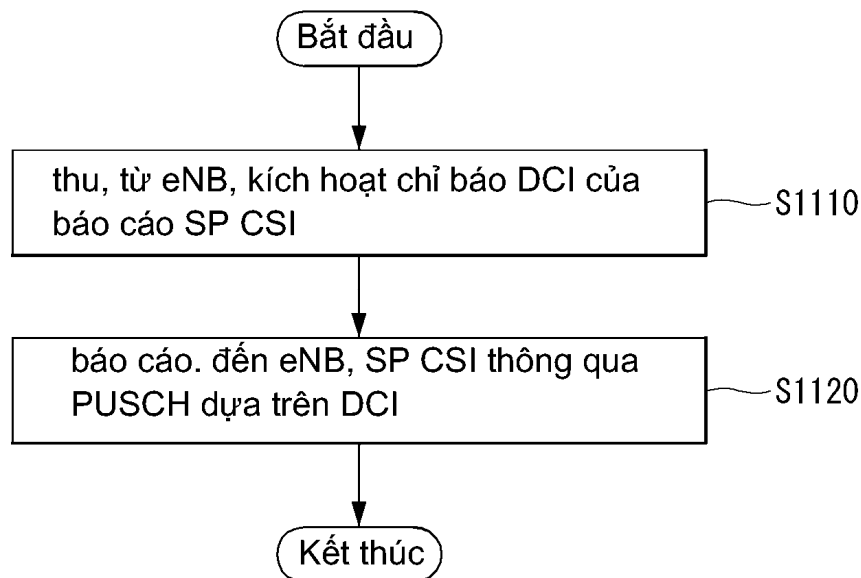 Bắt đầu
thu, từ eNB, kích hoạt chỉ báo DCI của
báo cáo SP CSI
S1110
báo cáo. đến eNB, SP CSI thông qua
PUSCH dựa trên DCI
S1120
Kết thúc